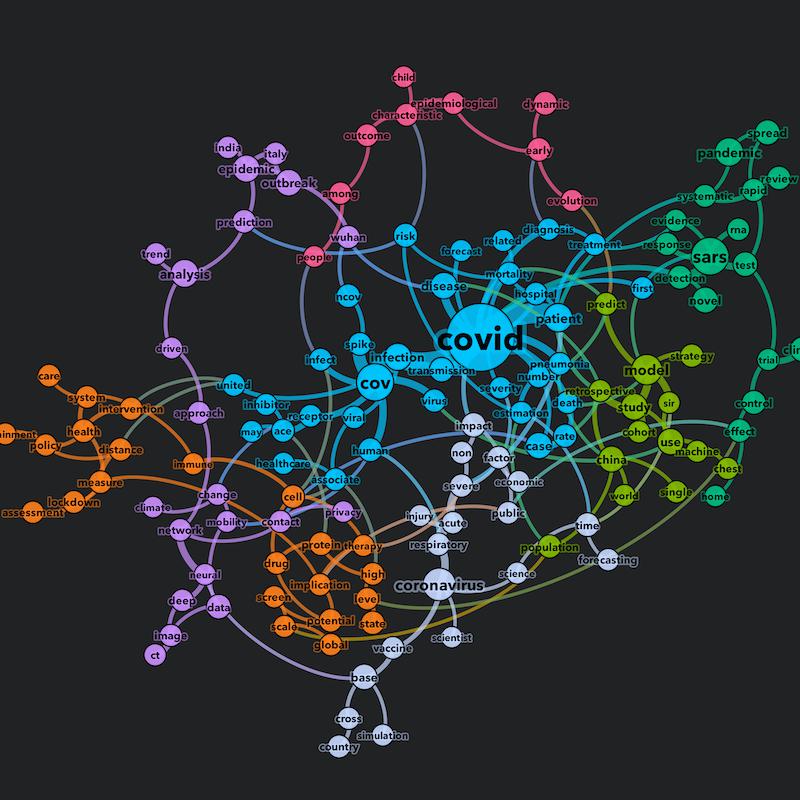 child
epidemiological
dynamic
characteristic
outcome
spread
india
italy
early
pandemic
epidemic
outbreak
review
among
systematic
rapid
evolution
prediction
evidence
wuhan
risk
related
diagnosis
rna
treatment
response
forecast
trend
people
sars
test
analysis
mortality
detection
disease
first
ncov
hospital
novel
predict
patient
covid
spike
driven
infect
infection
strategy
transmission
pneumonia
trial
model
number
care
cov
united
severity
retrospective
system
virus
death
sir
study
control
intervention
inhibitor
approach
receptor
viral
estimation
health
may
ace
impact
cohort
effect
rate
policy
case
use
distance
human
non
factor
machine
immune
healthcare
china
chest
measure
associate
severe
economic
change
cell
world
single
home
lockdown
climate
assessment
privacy
injury
public
mobility
contact
acute
time
network
protein
therapy
respiratory
population
drug
forecasting
neural
high
science
implication
coronavirus
deep
screen
level
data
potential
state
scale
image
scientist
global
vaccine
ct
base
cross
simulation
country